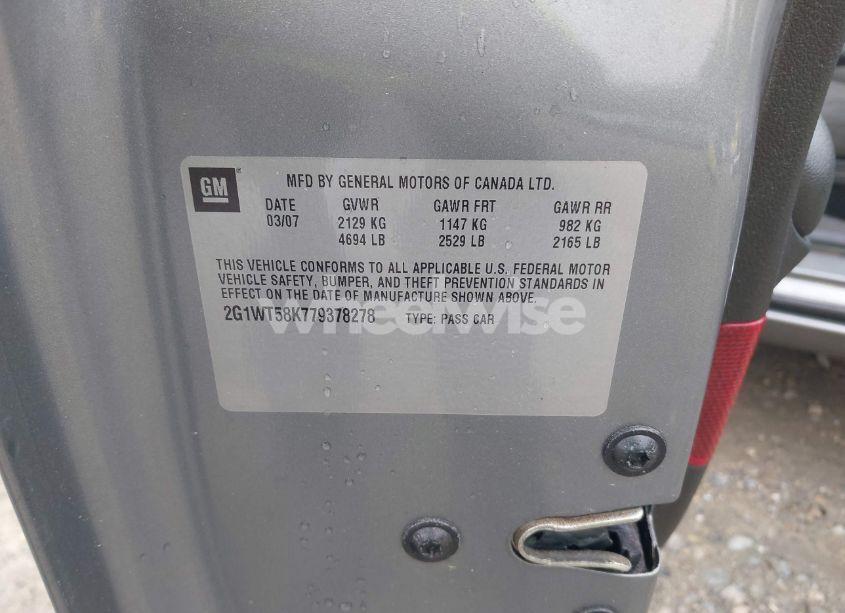 GM
MFD BY GENERAL MOTORS OF CANADA LTD.
DATE GVWR GAWR FRT GAWR RR
03/07 2129 KG 1147 KG 982 KG
4694 LB 2529 LB 2165 LB
THIS VEHICLE CONFORMS TO ALL APPLICABLE U.S. FEDERAL MOTOR
VEHICLE SAFETY, BUMPER, AND THEFT PREVENTION STANDARDS IN
EFFECT ON THE DATE OF MANUFACTURE SHOWN ABOVE.
2G1WT58K779378278 TYPE: PASS CAR
wheelwise